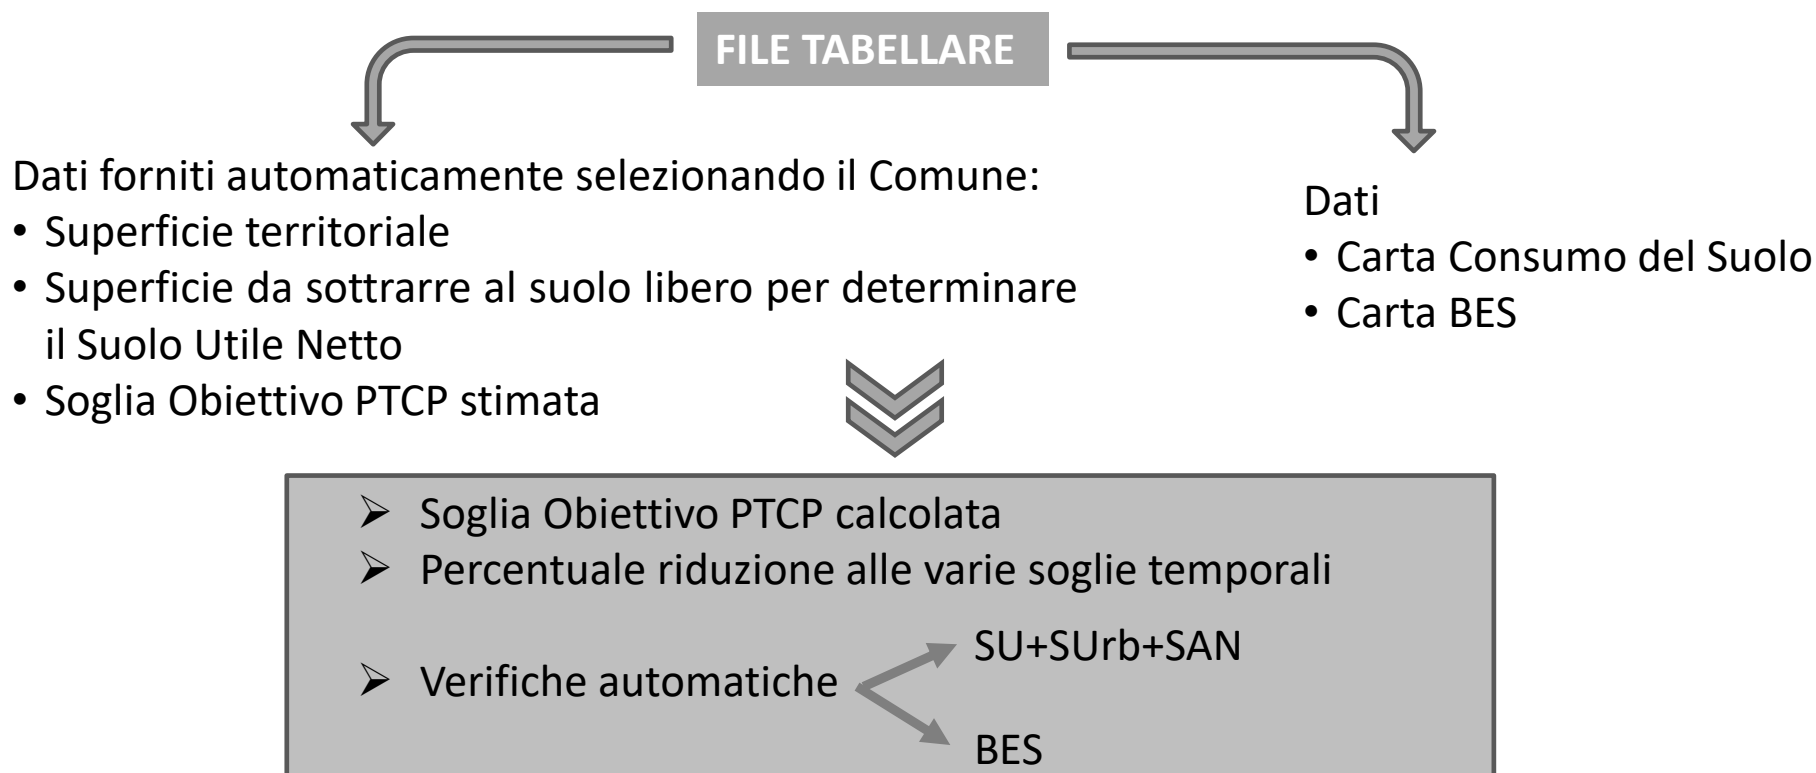 FILE TABELLARE
Dati forniti automaticamente selezionando il Comune:
• Superficie territoriale
• Superficie da sottrarre al suolo libero per determinare
il Suolo Utile Netto
• Soglia Obiettivo PTCP stimata
Dati
• Carta Consumo del Suolo
• Carta BES
➢ Soglia Obiettivo PTCP calcolata
➢ Percentuale riduzione alle varie soglie temporali
➢ Verifiche automatiche
SU+SUrb+SAN
BES